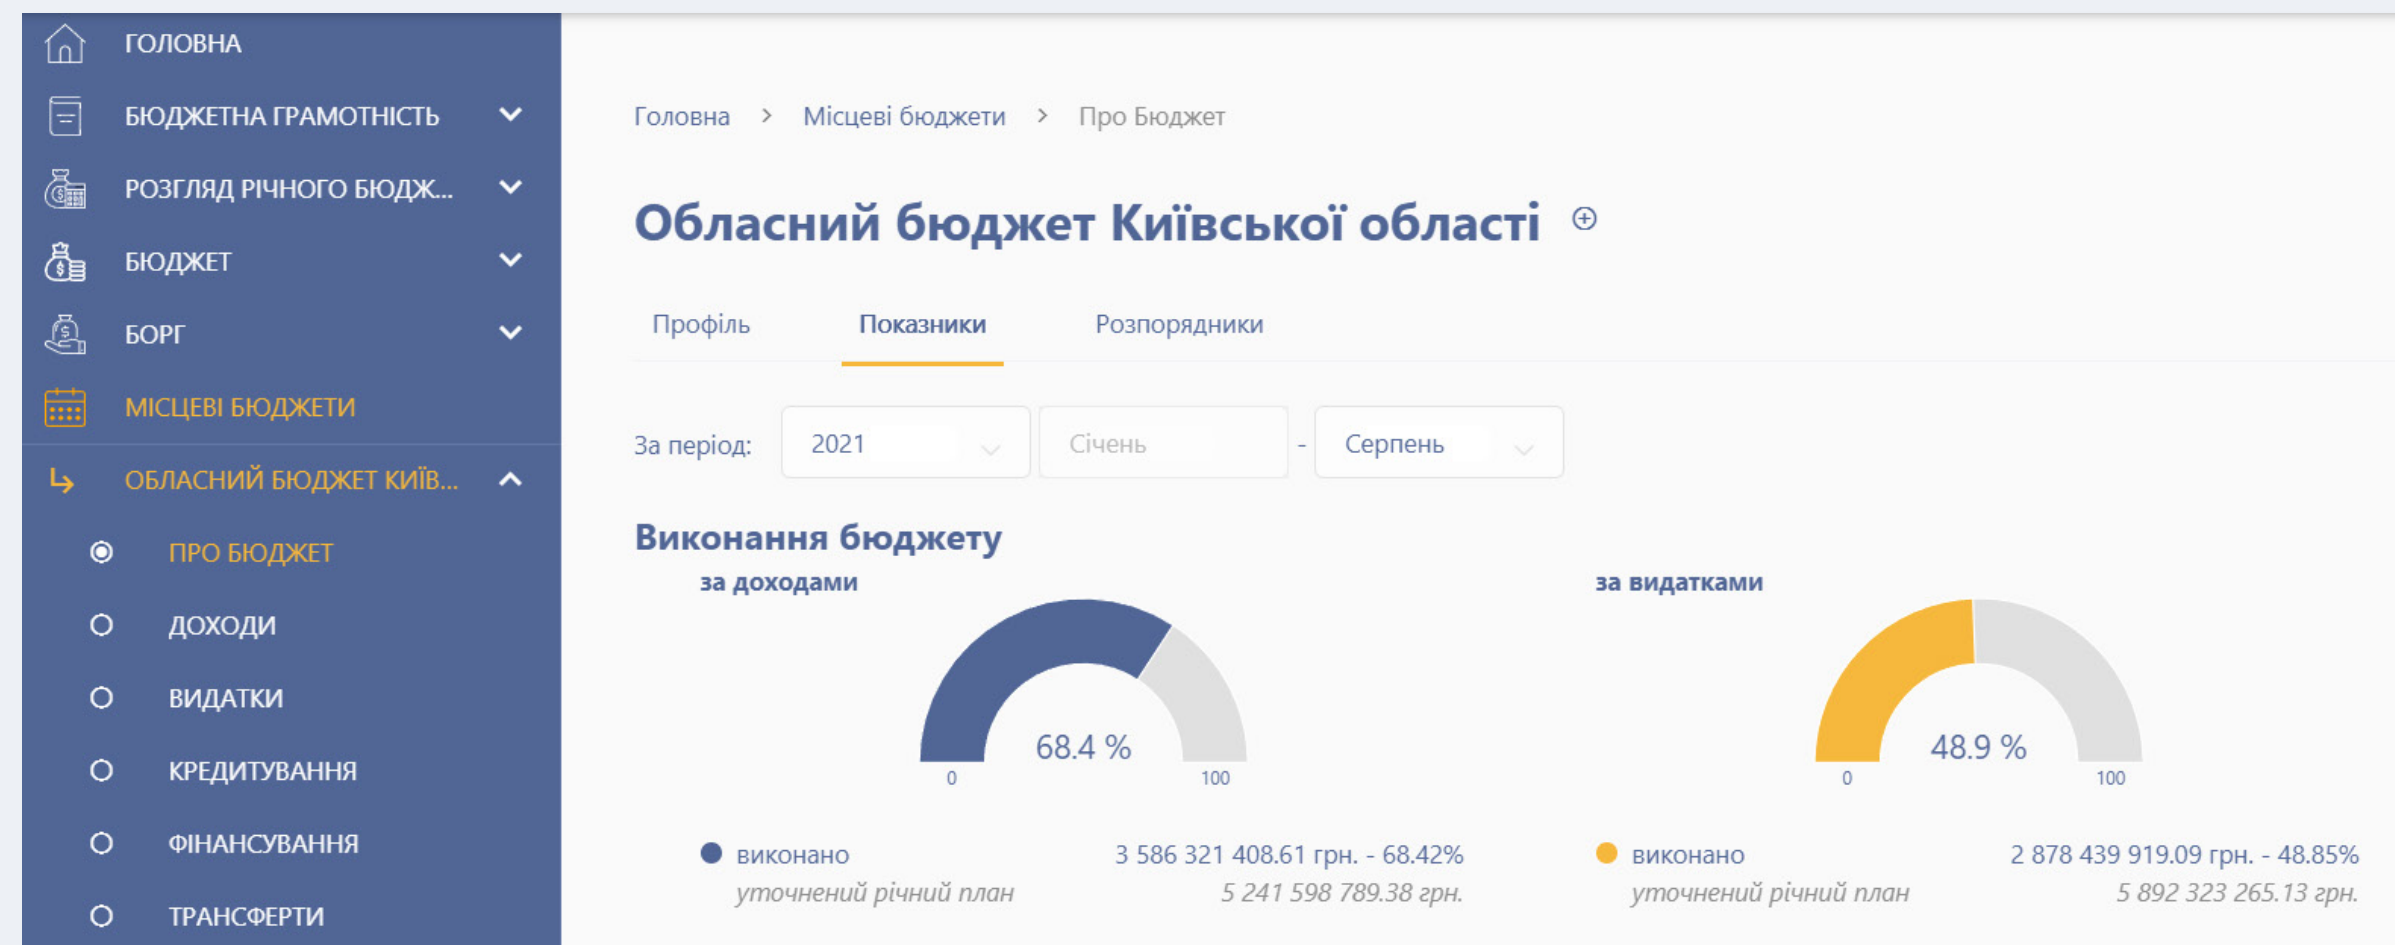 ГОЛОВНА
БЮДЖЕТНА ГРАМОТНІСТЬ
РОЗГЛЯД РІЧНОГО БЮДЖ...
БЮДЖЕТ
БОРГ
МІСЦЕВІ БЮДЖЕТИ
ОБЛАСНИЙ БЮДЖЕТ КИЇВ...
ПРО БЮДЖЕТ
ДОХОДИ
ВИДАТКИ
КРЕДИТУВАННЯ
ФІНАНСУВАННЯ
ТРАНСФЕРТИ
Головна > Місцеві бюджети > Про Бюджет
Обласний бюджет Київської області
Профіль Показники Розпорядники
За період: 2021 Січень - Серпень
Виконання бюджету
за доходами
68.4 %
0 100
виконано 3 586 321 408.61 грн. - 68.42%
уточнений річний план 5 241 598 789.38 грн.
за видатками
48.9 %
0 100
виконано 2 878 439 919.09 грн. - 48.85%
уточнений річний план 5 892 323 265.13 грн.